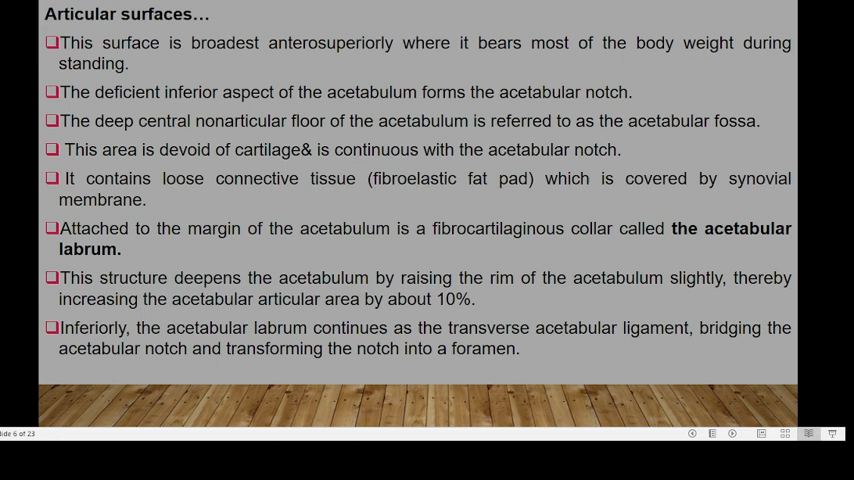 Articular surfaces…
❑This surface is broadest anterosuperiorly where it bears most of the body weight during
standing.
❑The deficient inferior aspect of the acetabulum forms the acetabular notch.
❑The deep central nonarticular floor of the acetabulum is referred to as the acetabular fossa.
❑ This area is devoid of cartilage& is continuous with the acetabular notch.
❑ It contains loose connective tissue (fibroelastic fat pad) which is covered by synovial
membrane.
❑Attached to the margin of the acetabulum is a fibrocartilaginous collar called the acetabular
labrum.
❑This structure deepens the acetabulum by raising the rim of the acetabulum slightly, thereby
increasing the acetabular articular area by about 10%.
❑Inferiorly, the acetabular labrum continues as the transverse acetabular ligament, bridging the
acetabular notch and transforming the notch into a foramen.
lide 6 of 23